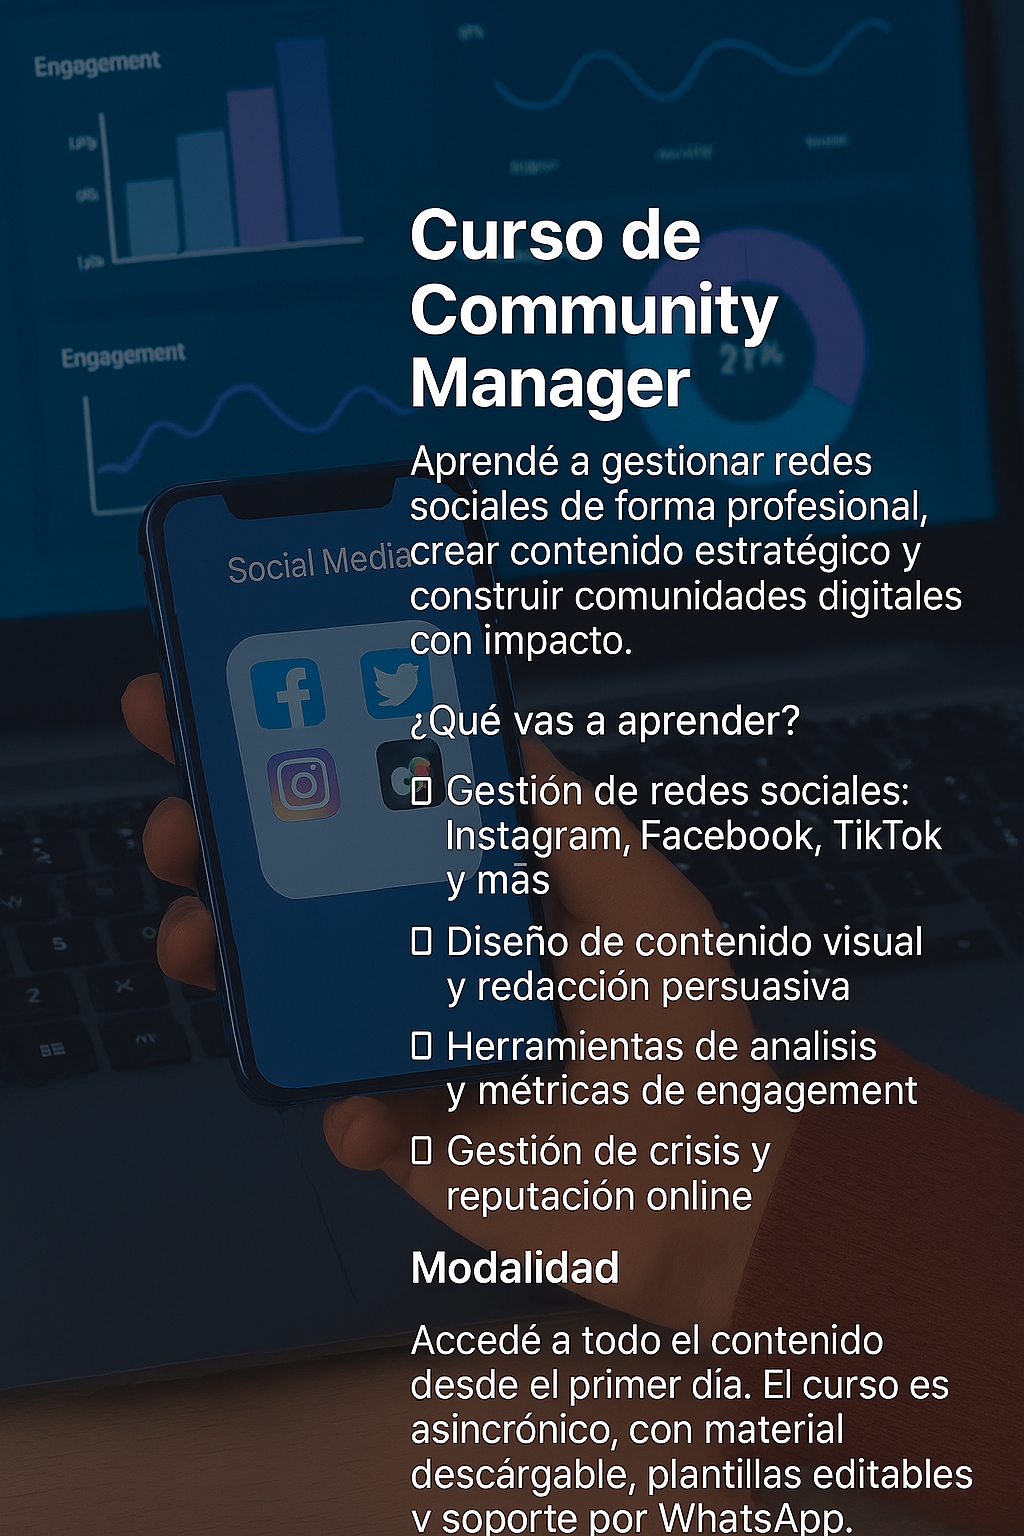 Engagement
Engagement
21%
Curso de
Community
Manager
Aprendé a gestionar redes
sociales de forma profesional,
crear contenido estratégico y
construir comunidades digitales
con impacto.
Social Media
¿Qué vas a aprender?
▯ Gestión de redes sociales:
Instagram, Facebook, TikTok
y mās
▯ Diseño de contenido visual
y redacción persuasiva
▯ Herramientas de analisis
y métricas de engagement
▯ Gestión de crisis y
reputación online
5
2
Modalidad
Accedé a todo el contenido
desde el primer día. El curso es
asincrónico, con material
descárgable, plantillas editables
y soporte por WhatsApp.